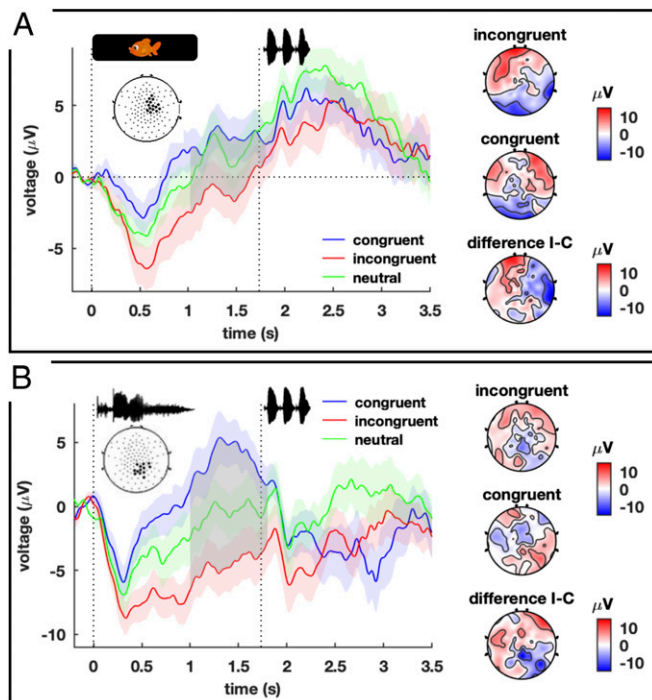 A
incongruent
μV
10
0
-10
congruent
difference I-C
μV
10
0
-10
voltage (μV)
5
0
-5
congruent
incongruent
neutral
0 0.5 1 1.5 2 2.5 3 3.5
time (s)
B
incongruent
μV
10
0
-10
congruent
difference I-C
μV
10
0
-10
congruent
incongruent
neutral
voltage (μV)
5
0
-5
-10
0 0.5 1 1.5 2 2.5 3 3.5
time (s)